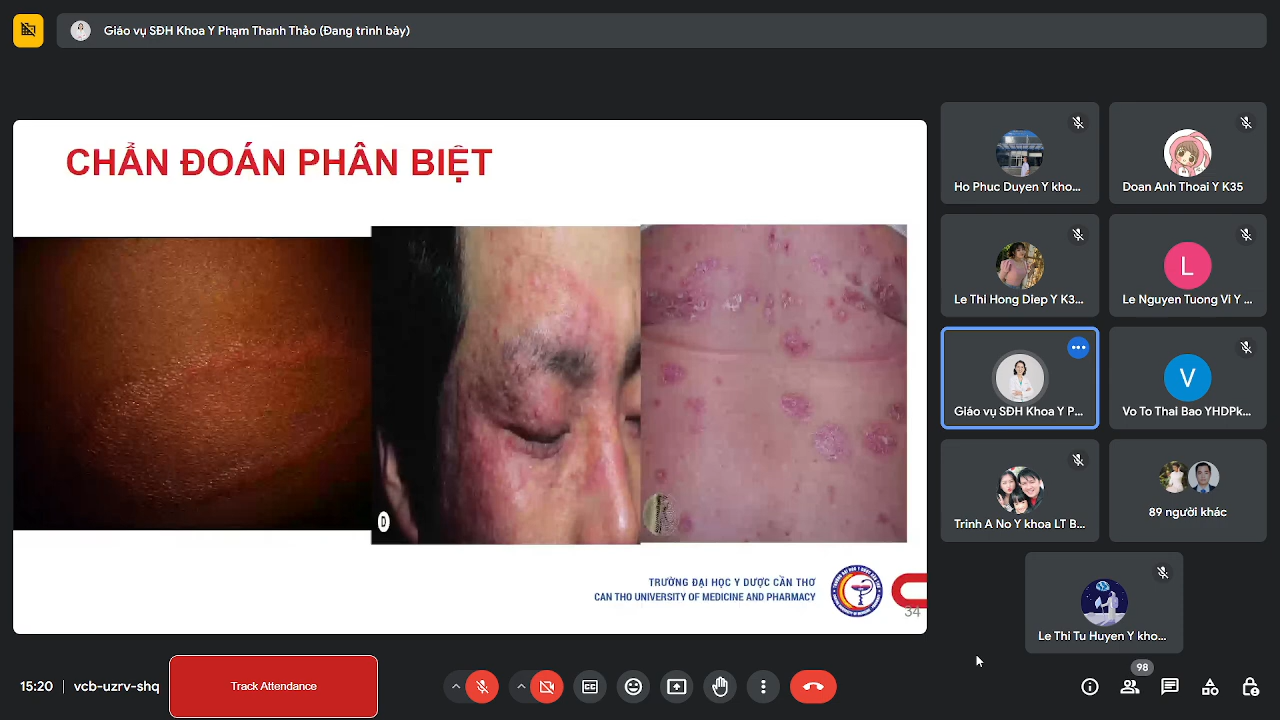 Giáo vụ SĐH Khoa Y Phạm Thanh Thảo (Đang trình bày)
CHẨN ĐOÁN PHÂN BIỆT
D
TRƯỜNG ĐẠI HỌC Y DƯỢC CẦN THƠ
CAN THO UNIVERSITY OF MEDICINE AND PHARMACY
34
Ho Phuc Duyen Y kho...
Doan Anh Thoai Y K35
Le Thi Hong Diep Y K3...
L
Le Nguyen Tuong Vi Y ...
Giáo vụ SĐH Khoa Y P...
V
Vo To Thai Bao YHDPk...
Trinh A No Y khoa LT B...
89 người khác
Le Thi Tu Huyen Y kho...
15:20 | vcb-uzrv-shq
Track Attendance
98